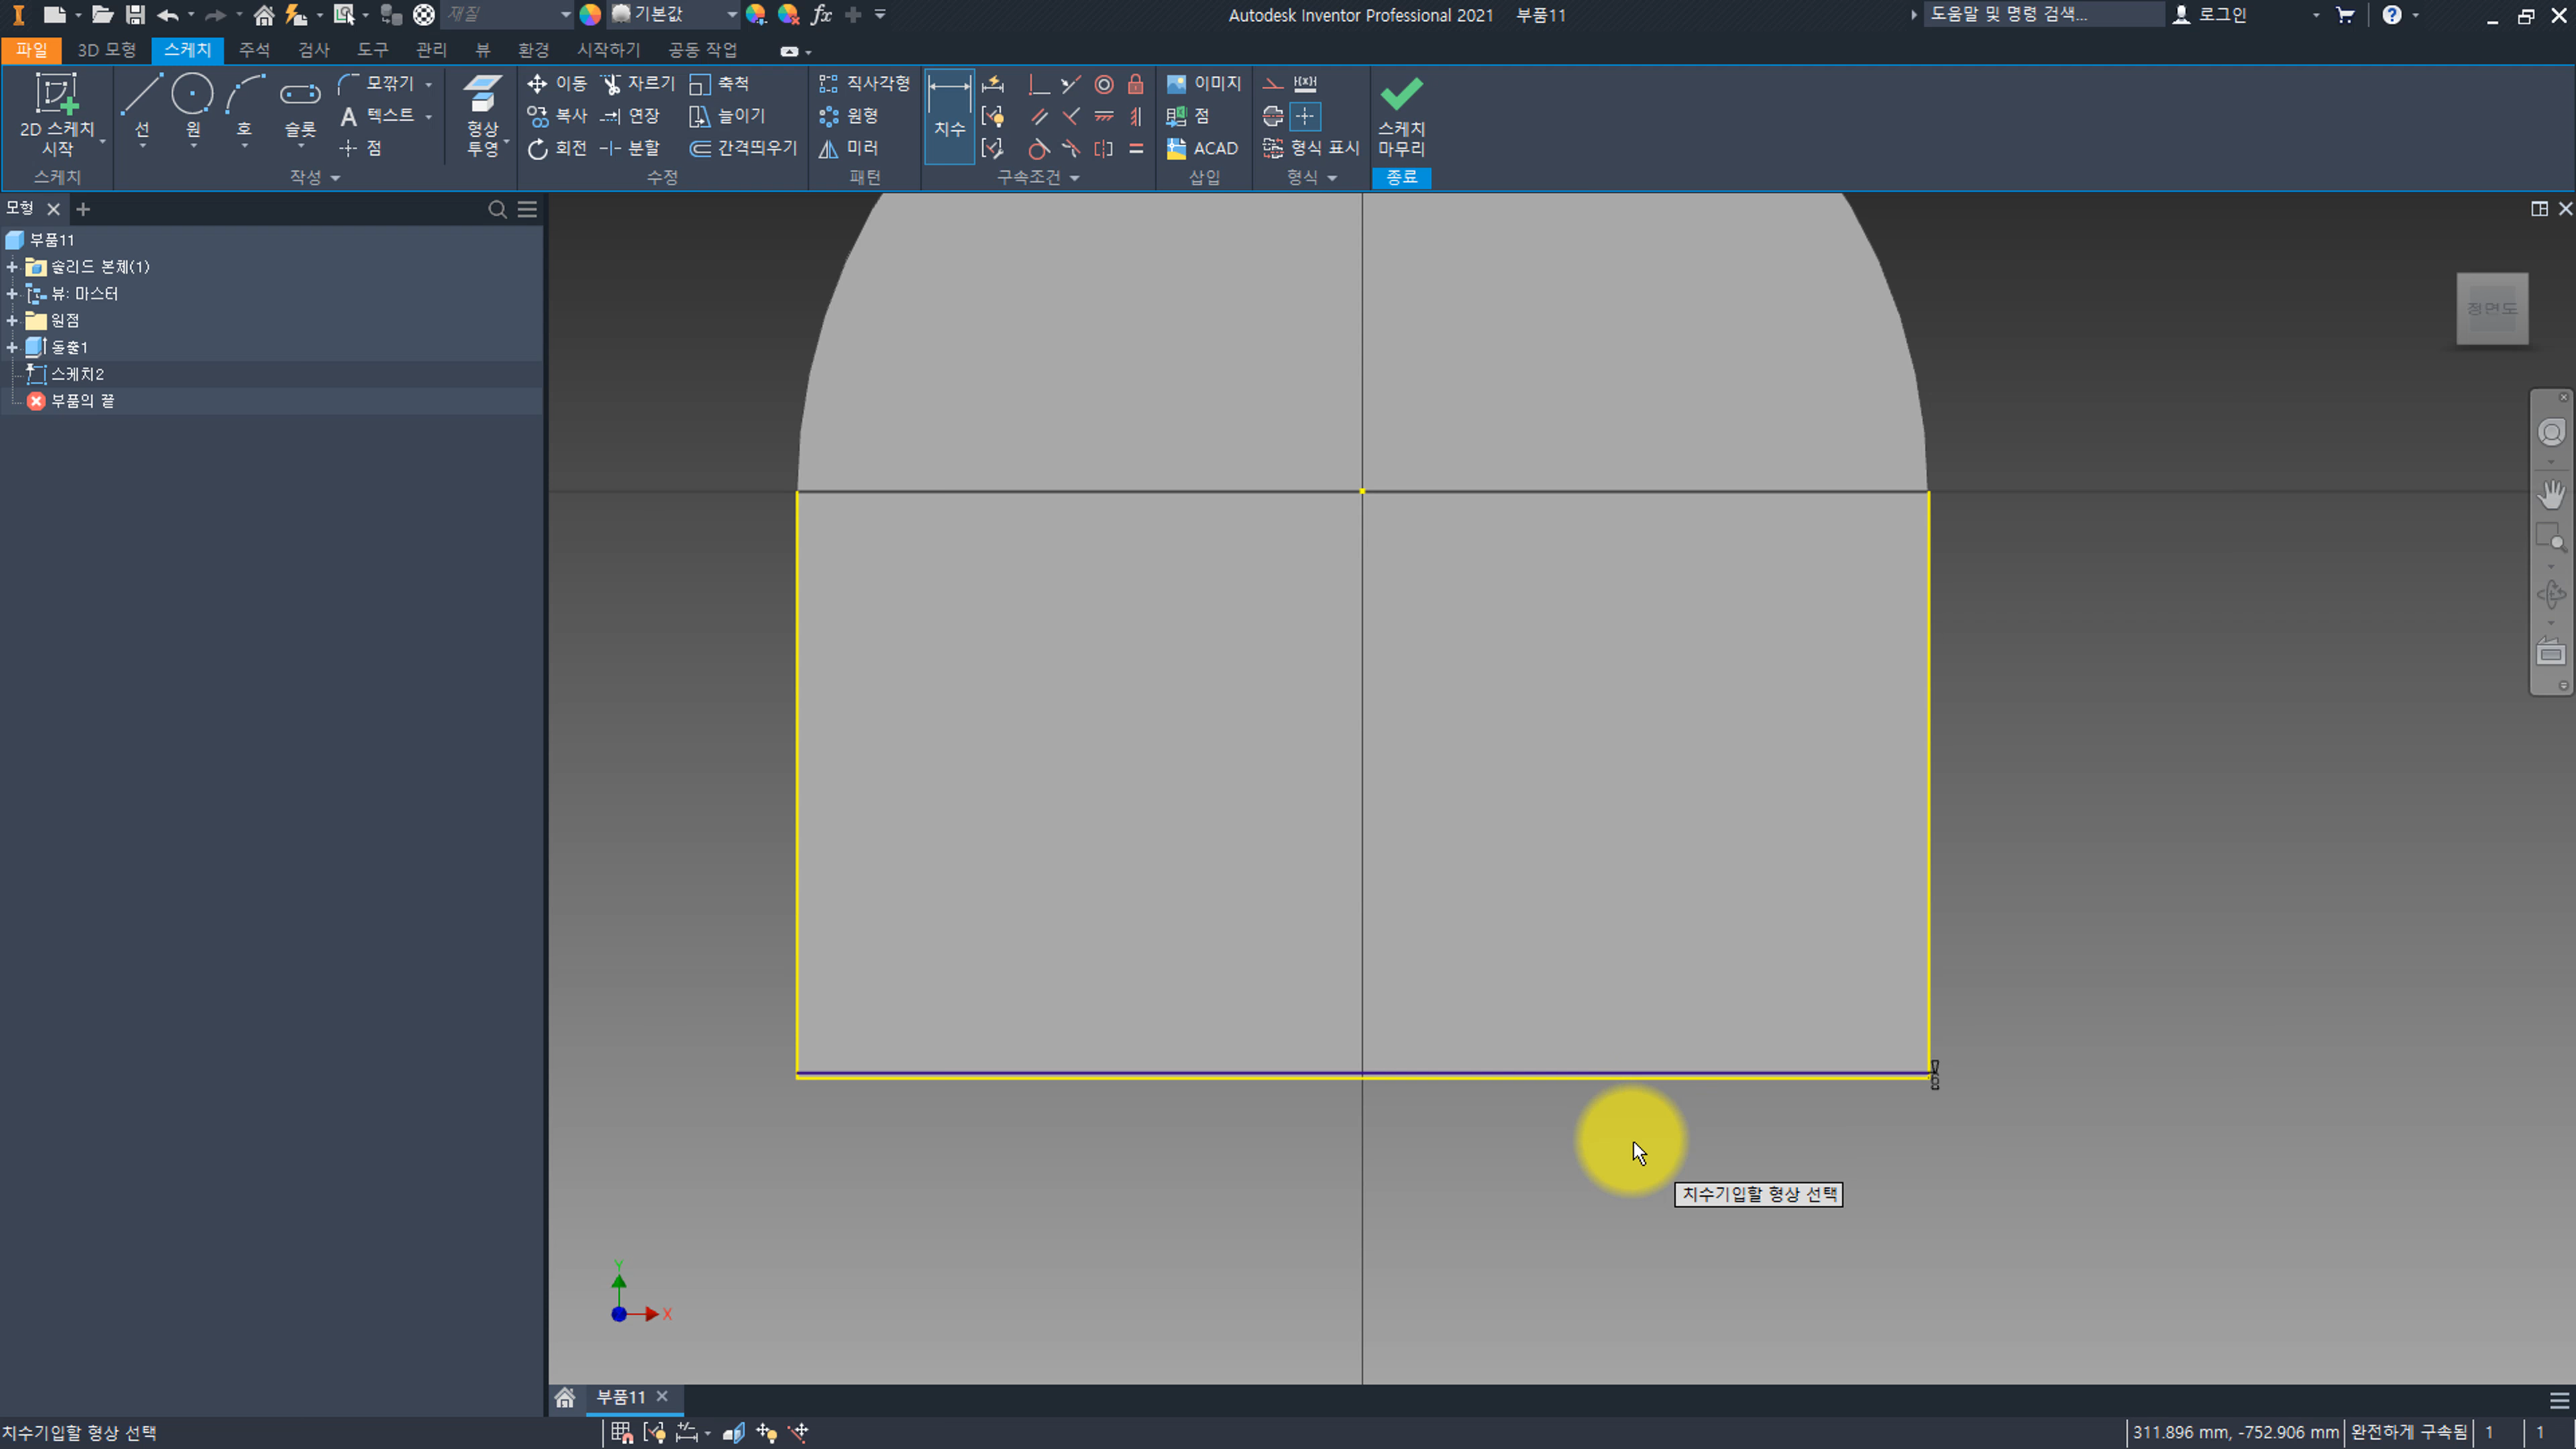 재질 기본값 fx Autodesk Inventor Professional 2021 부품11 도움말 및 명령 검색... 로그인
파일 3D 모형 스케치 주석 검사 도구 관리 뷰 환경 시작하기 공동 작업
2D 스케치 시작 선 원 호 슬롯 모깎기 텍스트 점 형상 투영
이동 자르기 축척
복사 연장 늘이기
회전 분할 간격띄우기
직사각형
원형
미러
치수
이미지
점
ACAD
형식 표시
스케치 마무리
스케치 작성 수정 패턴 구속조건 삽입 형식 종료
모형
부품11
솔리드 본체(1)
뷰: 마스터
원점
돌출1
스케치2
부품의 끝
정면도
치수기입할 형상 선택
Y
X
부품11
치수기입할 형상 선택 311.896 mm, -752.906 mm 완전하게 구속됨 1 1